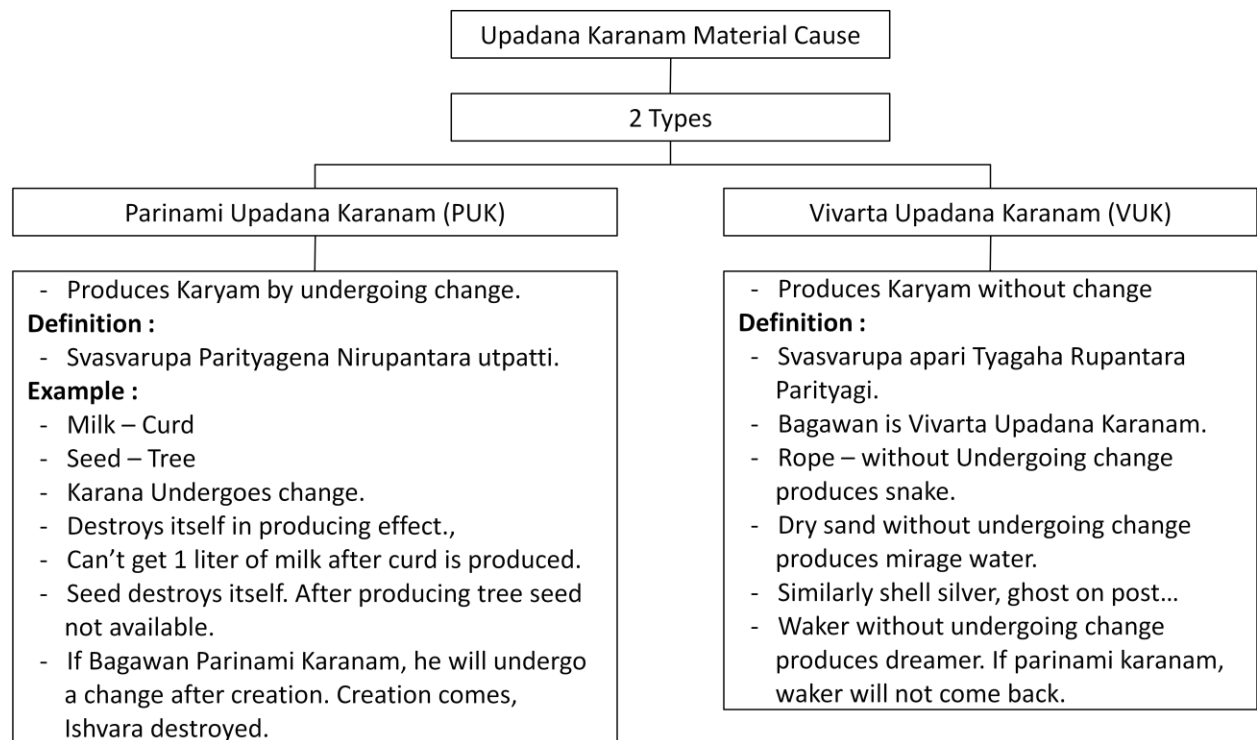 Upadana Karanam Material Cause
2 Types
Parinami Upadana Karanam (PUK)
- Produces Karyam by undergoing change.
Definition :
- Svasvarupa Parityagena Nirupantara utpatti.
Example :
- Milk – Curd
- Seed – Tree
- Karana Undergoes change.
- Destroys itself in producing effect.,
- Can’t get 1 liter of milk after curd is produced.
- Seed destroys itself. After producing tree seed
not available.
- If Bagawan Parinami Karanam, he will undergo
a change after creation. Creation comes,
Ishvara destroyed.
Vivarta Upadana Karanam (VUK)
- Produces Karyam without change
Definition :
- Svasvarupa apari Tyagaha Rupantara
Parityagi.
- Bagawan is Vivarta Upadana Karanam.
- Rope – without Undergoing change
produces snake.
- Dry sand without undergoing change
produces mirage water.
- Similarly shell silver, ghost on post…
- Waker without undergoing change
produces dreamer. If parinami karanam,
waker will not come back.